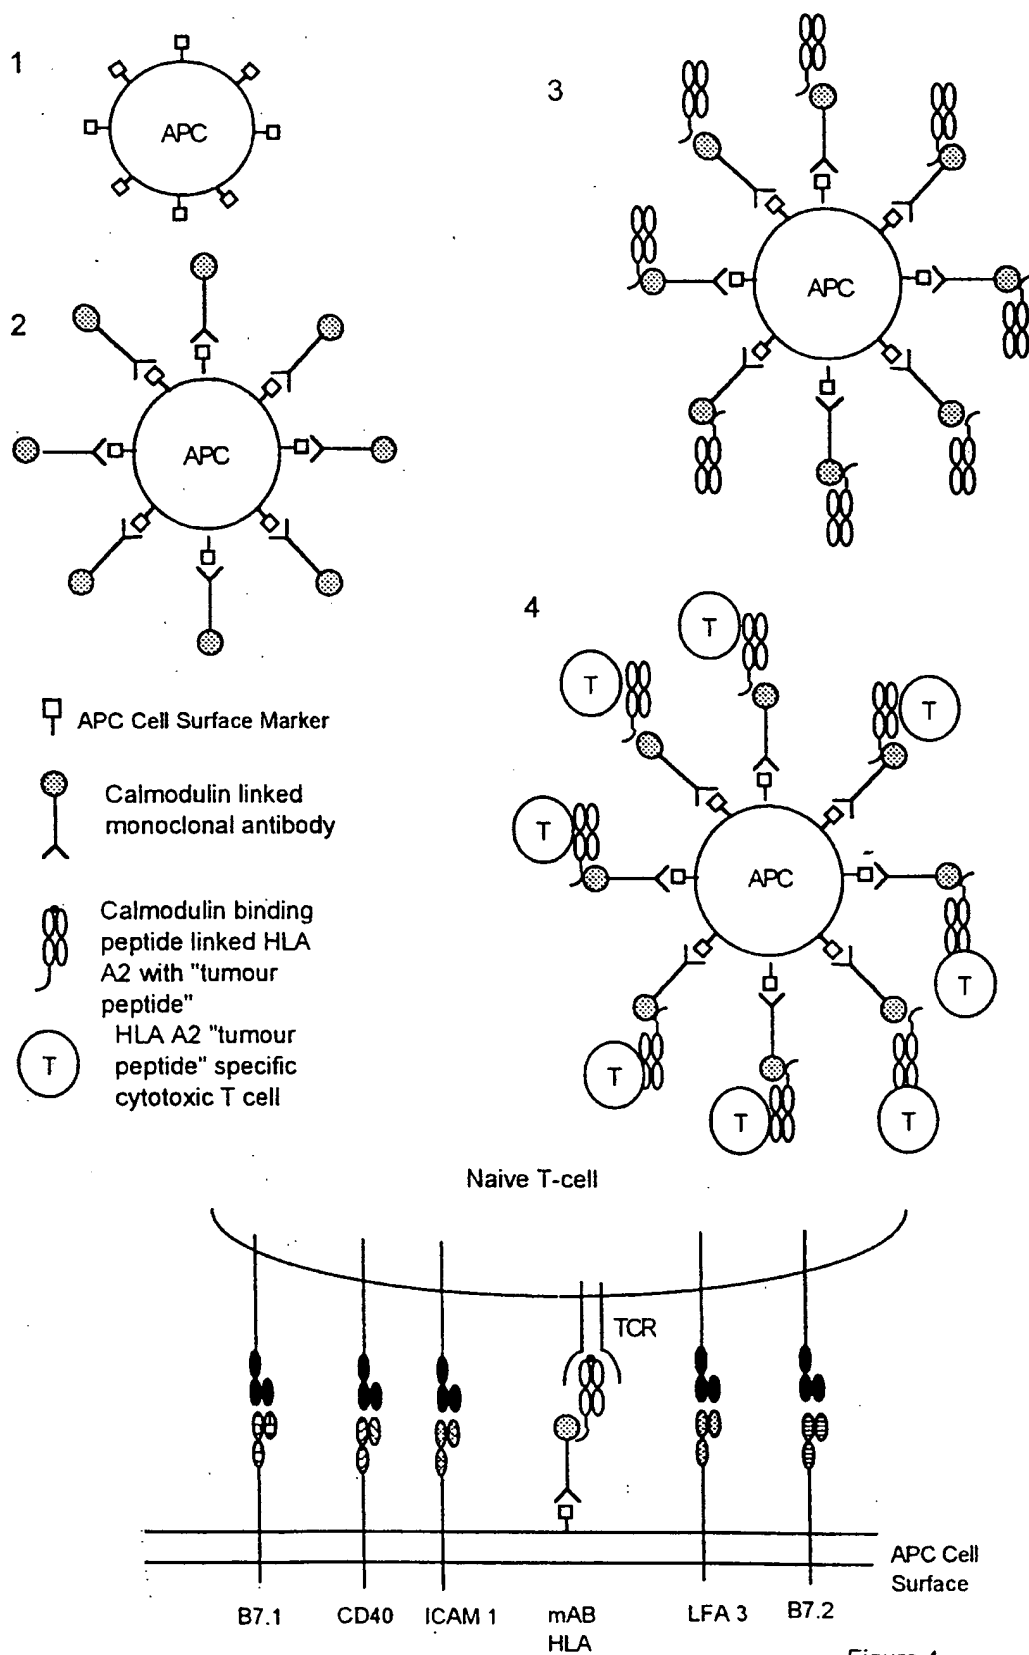 1
APC
2
APC
3
APC
4
T
T
T
T
APC
T
T
T
T
APC Cell Surface Marker
Calmodulin linked
monoclonal antibody
Calmodulin binding
peptide linked HLA
A2 with "tumour
peptide"
T
HLA A2 "tumour
peptide" specific
cytotoxic T cell
Naive T-cell
TCR
APC Cell
Surface
B7.1
CD40
ICAM 1
mAB
HLA
LFA 3
B7.2